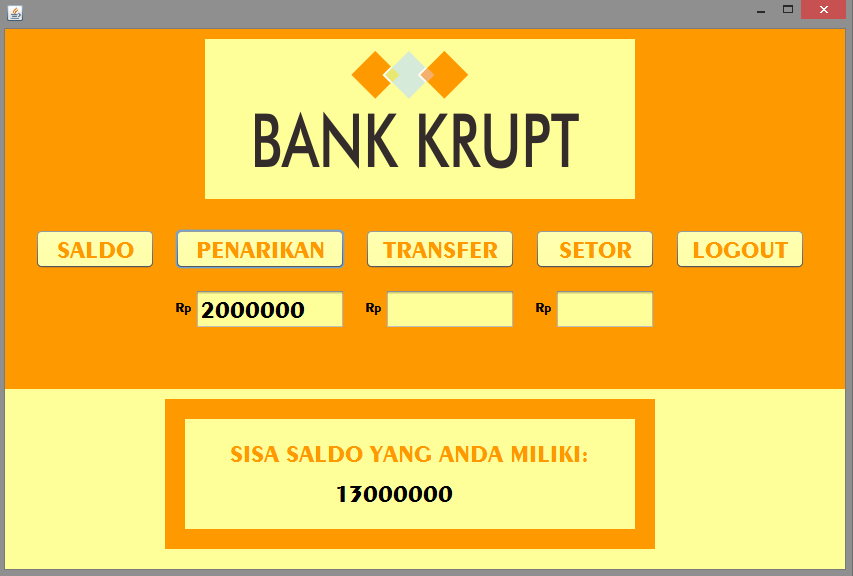 BANK KRUPT
SALDO PENARIKAN TRANSFER SETOR LOGOUT
Rp 2000000 Rp Rp
SISA SALDO YANG ANDA MILIKI:
13000000